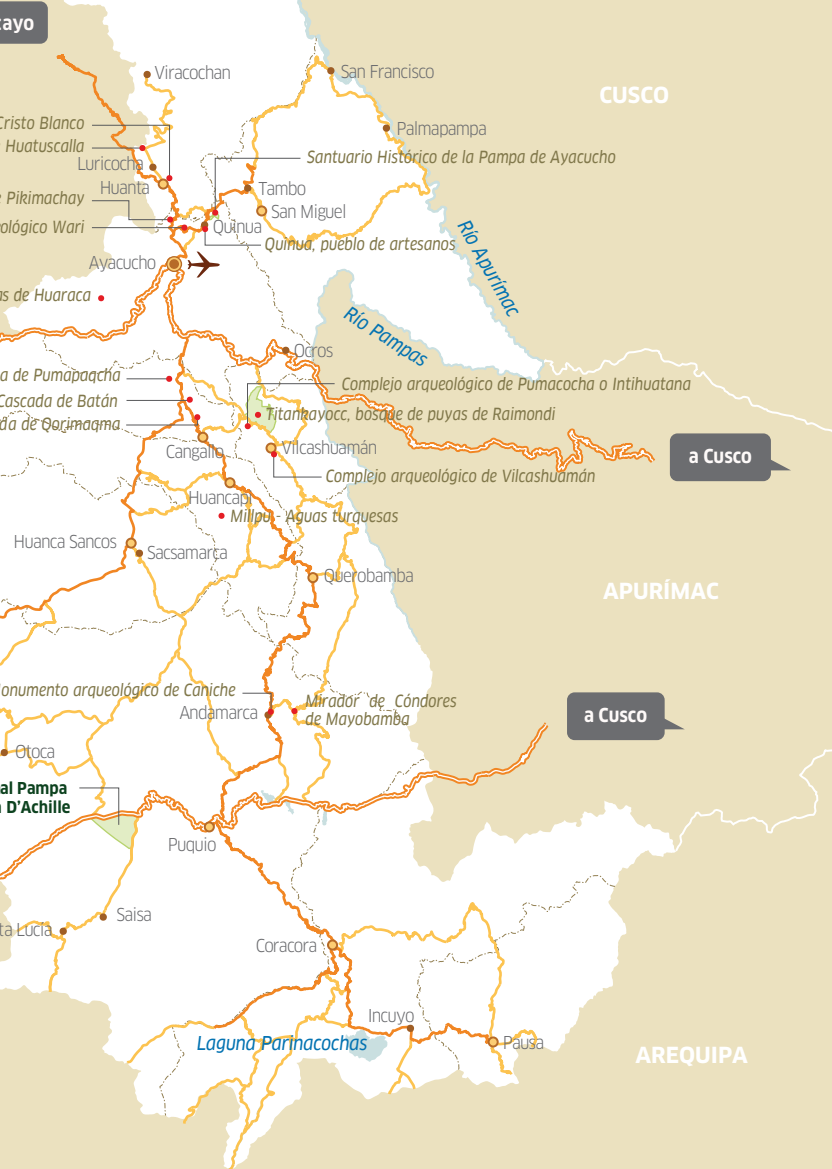 cayo
Viracochan
San Francisco
CUSCO
Cristo Blanco
Palmapampa
Huatuscalla
Santuario Histórico de la Pampa de Ayacucho
Luricocha
Huanta
Tambo
Pikimachay
San Miguel
ológico Wari
Quinua
Quinua, pueblo de artesanos
Río Apurímac
Ayacucho
as de Huaraca
Río Pampas
Ocros
a de Pumapaqcha
Complejo arqueológico de Pumacocha o Intihuatana
Cascada de Batán
Titankayocc, bosque de puyas de Raimondi
da de Qorimaqma
Cangallo
Vilcashuamán
a Cusco
Complejo arqueológico de Vilcashuamán
Huancapi
Millpu - Aguas turquesas
Huanca Sancos
Sacsamarca
Querobamba
APURÍMAC
onumento arqueológico de Caniche
Mirador de Cóndores
de Mayobamba
Andamarca
a Cusco
Otoca
al Pampa
D'Achille
Puquio
Saisa
ta Lucía
Coracora
Incuyo
Laguna Parinacochas
Pausa
AREQUIPA